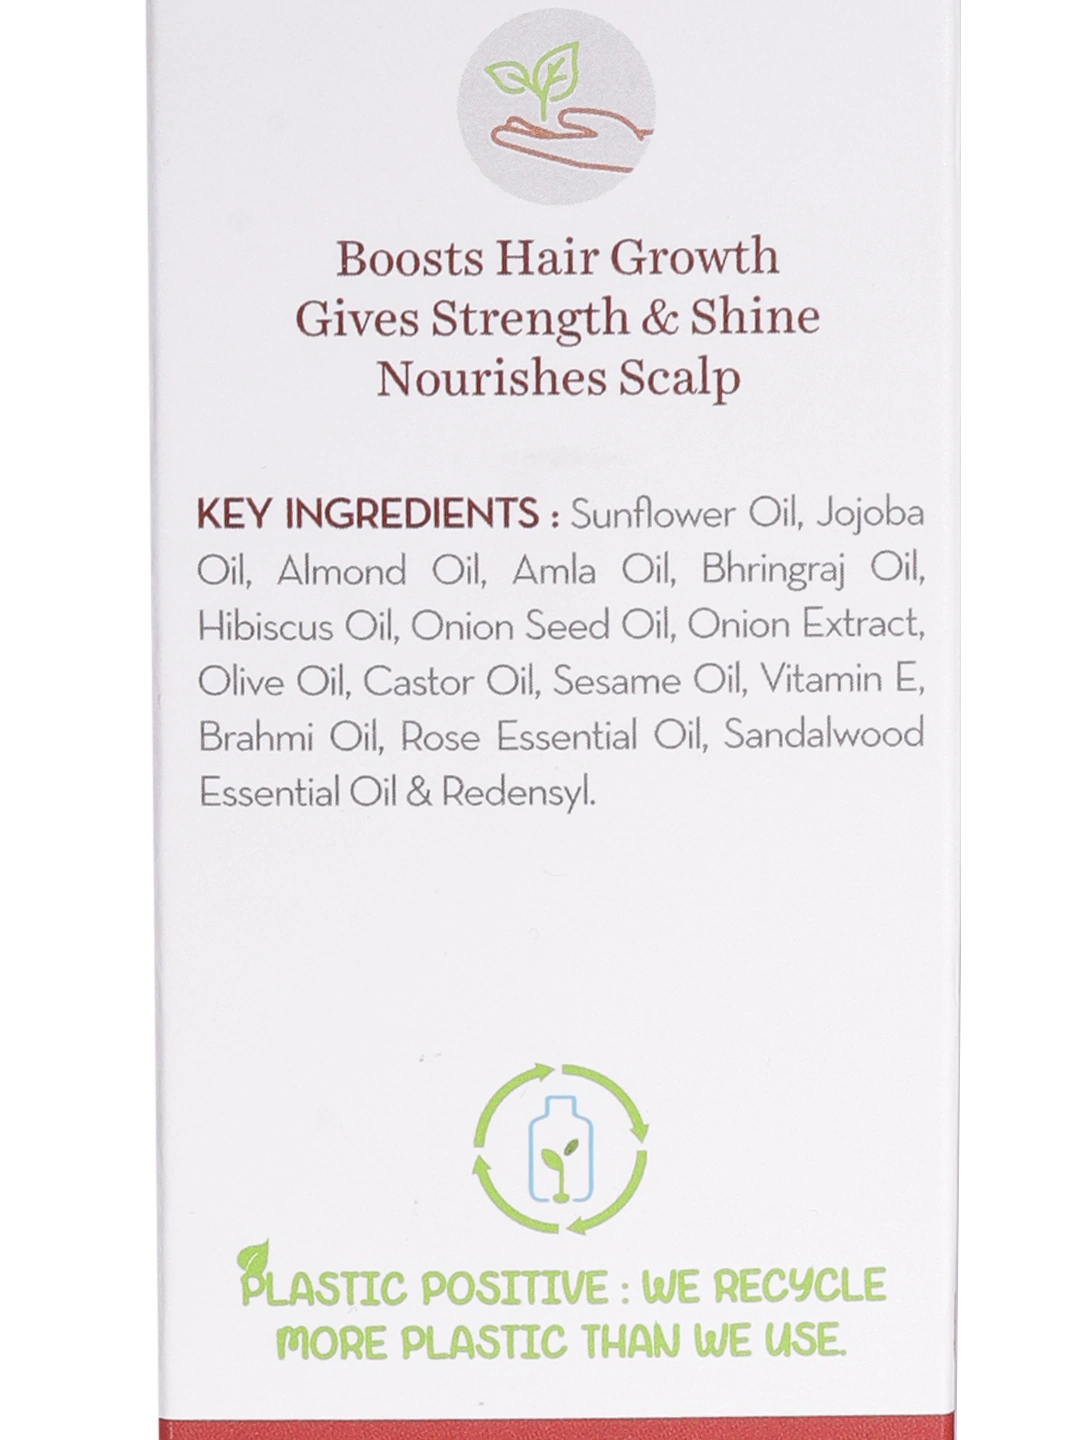 Boosts Hair Growth
Gives Strength & Shine
Nourishes Scalp
KEY INGREDIENTS : Sunflower Oil, Jojoba
Oil, Almond Oil, Amla Oil, Bhringraj Oil,
Hibiscus Oil, Onion Seed Oil, Onion Extract,
Olive Oil, Castor Oil, Sesame Oil, Vitamin E,
Brahmi Oil, Rose Essential Oil, Sandalwood
Essential Oil & Redensyl.
PLASTIC POSITIVE : WE RECYCLE
MORE PLASTIC THAN WE USE.